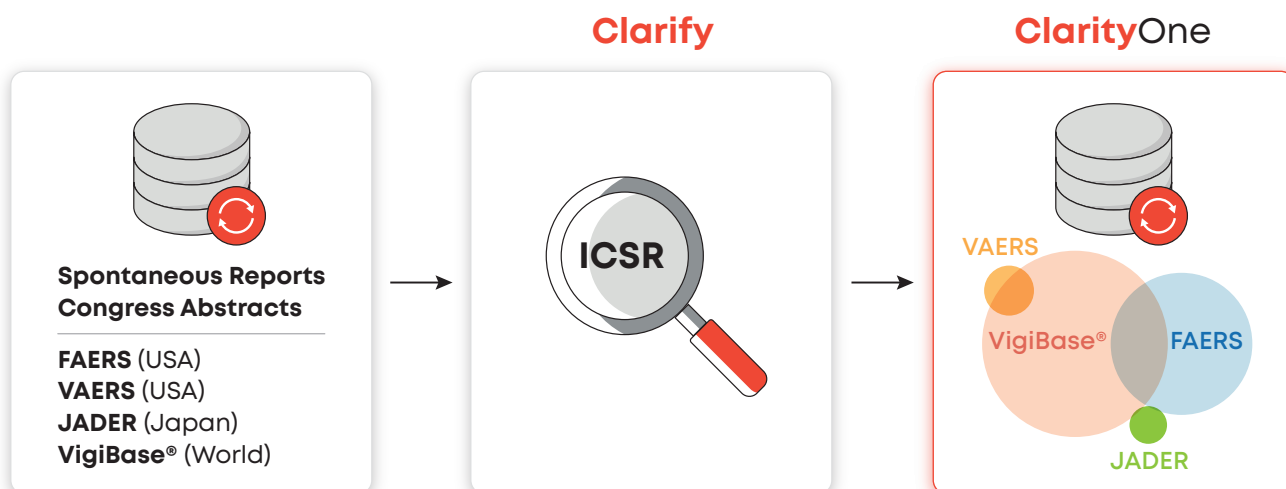 Clarify
ClarityOne
Spontaneous Reports
Congress Abstracts
FAERS (USA)
VAERS (USA)
JADER (Japan)
VigiBase® (World)
ICSR
VAERS
VigiBase®
FAERS
JADER